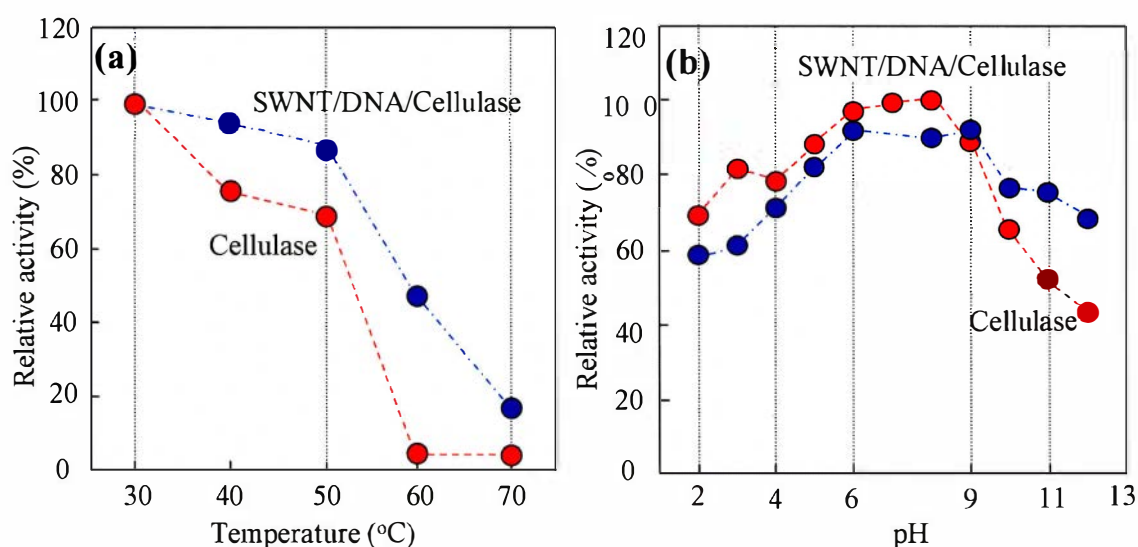 (a)
120
100
80
60
40
20
0
Relative activity (%)
SWNT/DNA/Cellulase
Cellulase
30 40 50 60 70
Temperature (°C)
(b)
120
10 0
80
60
40
20
0
Relative activity ( /o)
SWNT/DNA/Cellulase
Cellulase
2 4 6 9 11 13
pH